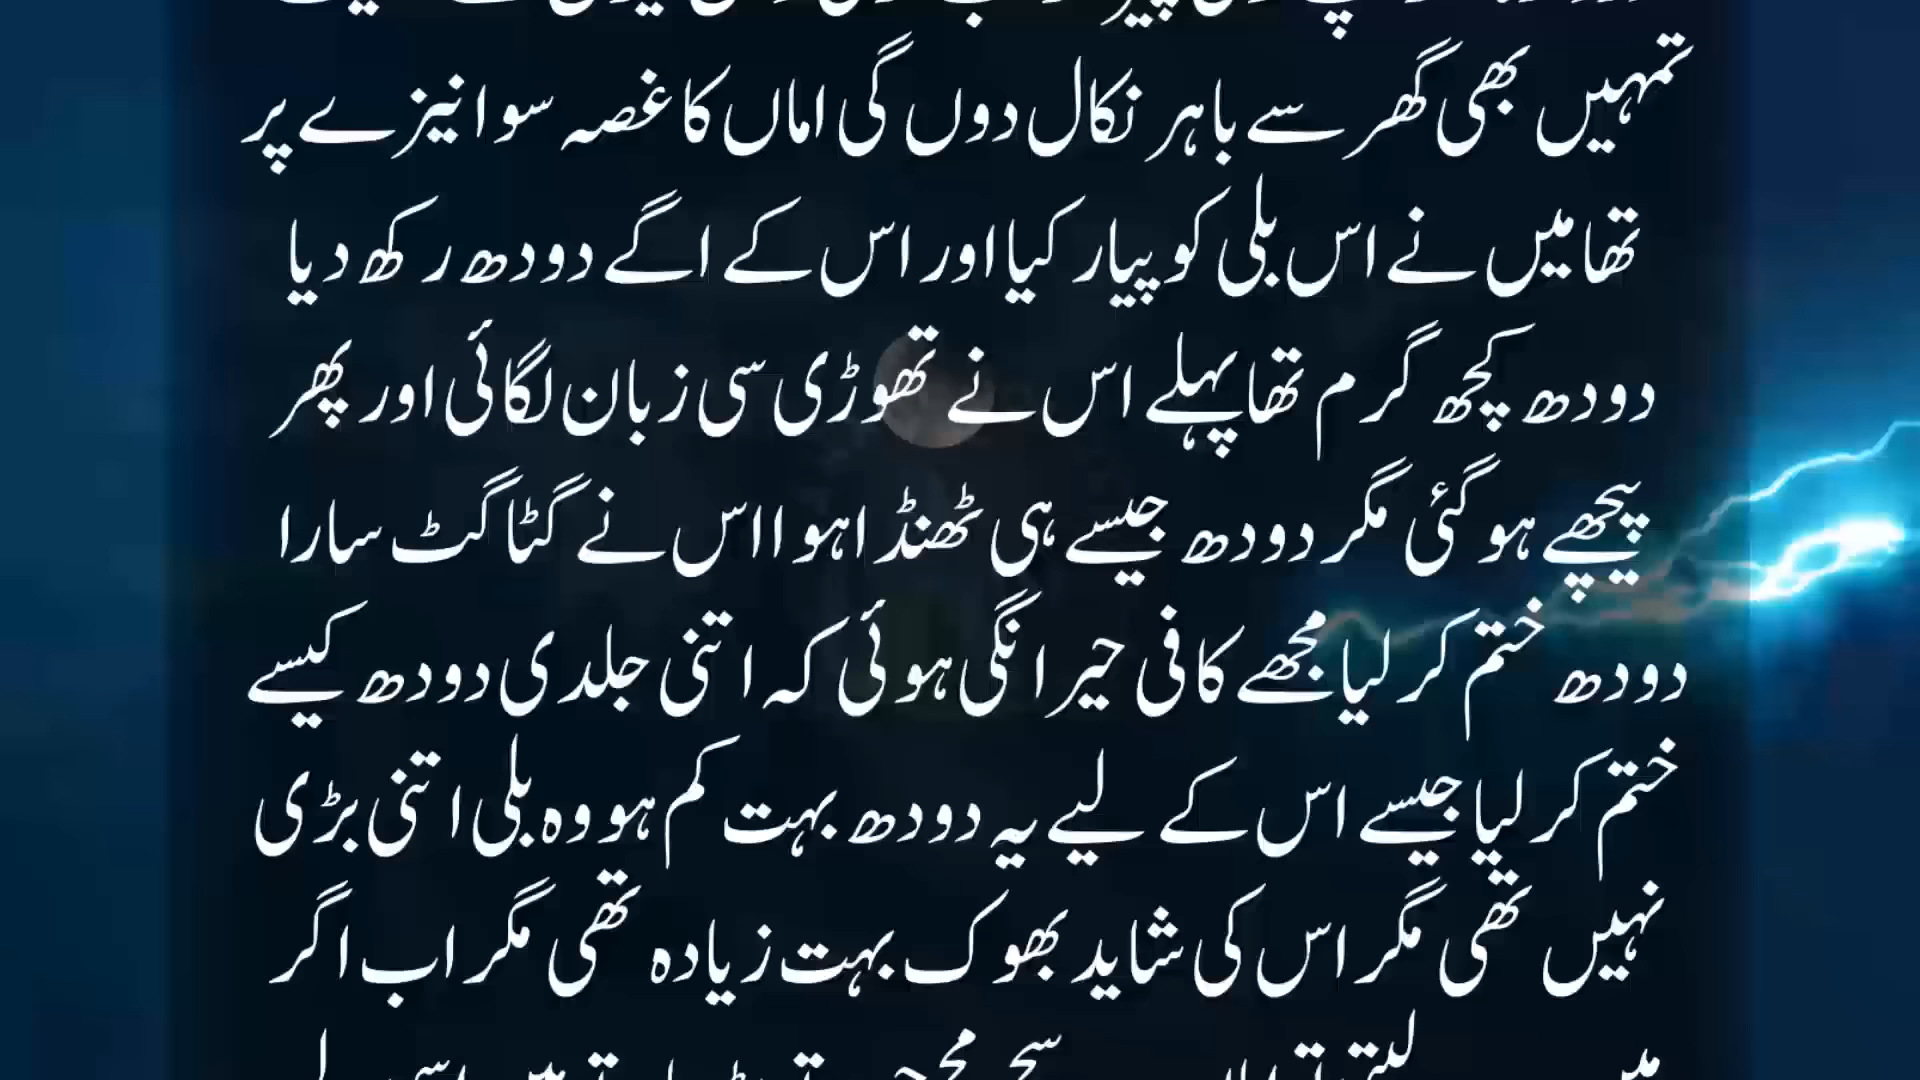 تمہیں بھی گھر سے باہر نکال دوں گی اماں کا غصہ سوا نیزے پر
تھا میں نے اس بلی کو پیار کیا اور اس کے اگے دودھ رکھ دیا
دودھ کچھ گرم تھا پہلے اس نے تھوڑی سی زبان لگائی اور پھر
پیچھے ہو گئی مگر دودھ جیسے ہی ٹھنڈا ہوا اس نے گٹا گٹ سارا
دودھ ختم کر لیا مجھے کافی حیرانگی ہوئی کہ اتنی جلدی دودھ کیسے
ختم کر لیا جیسے اس کے لیے یہ دودھ بہت کم ہو وہ بلی اتنی بڑی
نہیں تھی مگر اس کی شاید بھوک بہت زیادہ تھی مگر اب اگر